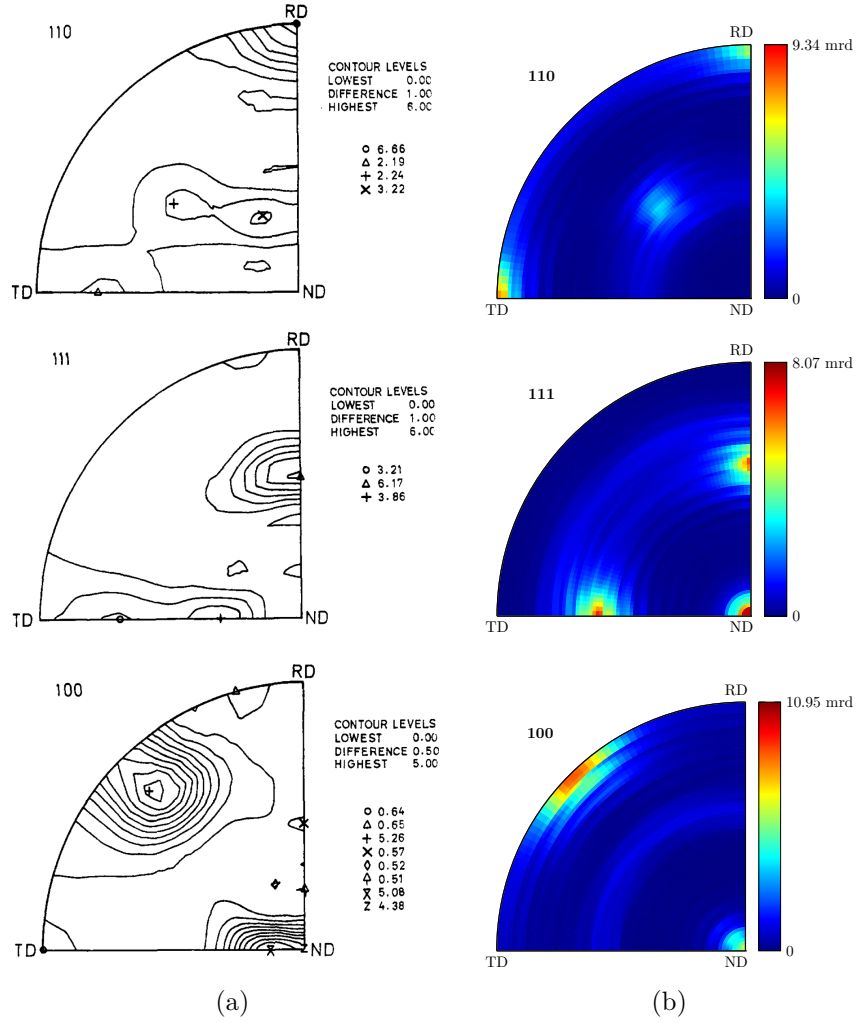 110
RD
CONTOUR LEVELS
LOWEST 0.00
DIFFERENCE 1.00
HIGHEST 6.00
6.66
2.19
2.24
3.22
TD
ND
RD
110
9.34 mrd
0
TD
ND
111
RD
CONTOUR LEVELS
LOWEST 0.00
DIFFERENCE 1.00
HIGHEST 6.00
3.21
6.17
3.86
TD
ND
RD
111
8.07 mrd
0
TD
ND
100
RD
CONTOUR LEVELS
LOWEST 0.00
DIFFERENCE 0.50
HIGHEST 5.00
0.64
0.65
5.26
0.57
0.52
0.51
5.08
Z 4.38
TD
ZND
RD
100
10.95 mrd
0
TD
ND
(a)
(b)